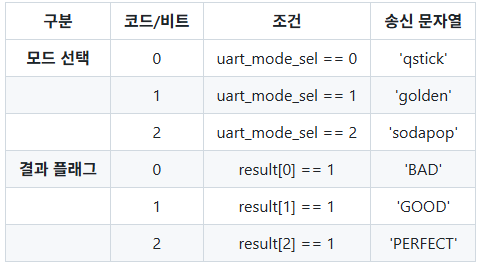 구분 코드/비트 조건 송신 문자열
모드 선택 0 uart_mode_sel == 0 'qstick'
1 uart_mode_sel == 1 'golden'
2 uart_mode_sel == 2 'sodapop'
결과 플래그 0 result[0] == 1 'BAD'
1 result[1] == 1 'GOOD'
2 result[2] == 1 'PERFECT'